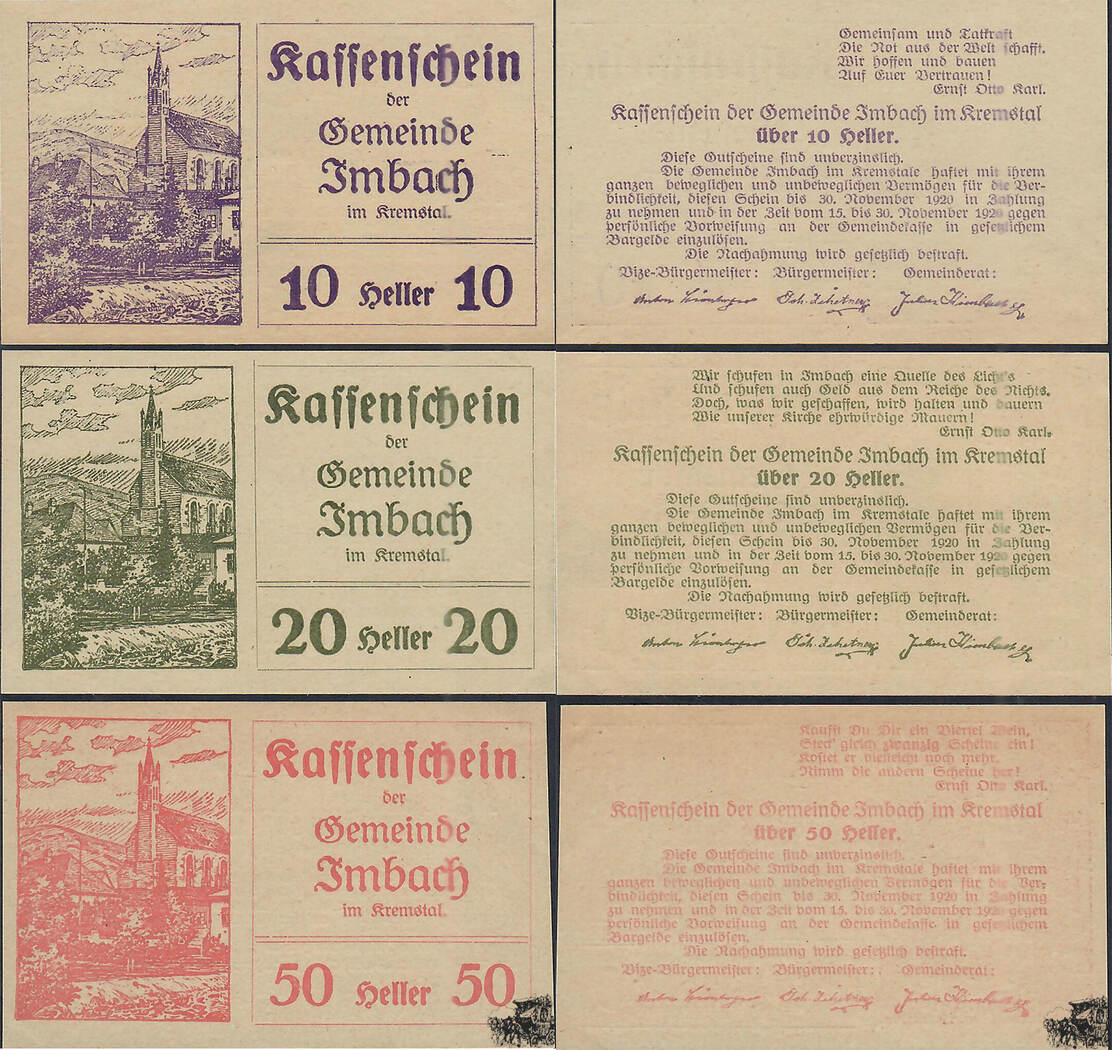 Kassenschein
der
Gemeinde
Imbach
im Kremstal.
10 Heller 10
Gemeinsam und Tatkraft
Die Not aus der Welt schafft.
Wir hoffen und bauen
Auf Euer Vertrauen!
Ernst Otto Karl.
Kassenschein der Gemeinde Imbach im Kremstal
über 10 Heller.
Diese Gutscheine sind unverzinslich.
Die Gemeinde Imbach im Kremstale haftet mit ihrem
ganzen beweglichen und unbeweglichen Vermögen für die Ver-
bindlichkeit, diesen Schein bis 30. November 1920 in Zahlung
zu nehmen und in der Zeit vom 15. bis 30. November 1920 gegen
persönliche Vorweisung an der Gemeindekasse in gesetzlichem
Bargelde einzulösen.
Die Nachahmung wird gesetzlich bestraft.
Vize-Bürgermeister: Bürgermeister: Gemeinderat:
Kassenschein
der
Gemeinde
Imbach
im Kremstal.
20 Heller 20
Wir schufen in Imbach eine Quelle des Licht's
Und schufen auch Geld aus dem Reiche des Nichts.
Doch, was wir geschaffen, wird halten und dauern
Wie unserer Kirche ehrwürdige Mauern!
Ernst Otto Karl.
Kassenschein der Gemeinde Imbach im Kremstal
über 20 Heller.
Diese Gutscheine sind unverzinslich.
Die Gemeinde Imbach im Kremstale haftet mit ihrem
ganzen beweglichen und unbeweglichen Vermögen für die Ver-
bindlichkeit, diesen Schein bis 30. November 1920 in Zahlung
zu nehmen und in der Zeit vom 15. bis 30. November 1920 gegen
persönliche Vorweisung an der Gemeindekasse in gesetzlichem
Bargelde einzulösen.
Die Nachahmung wird gesetzlich bestraft.
Vize-Bürgermeister: Bürgermeister: Gemeinderat:
Kassenschein
der
Gemeinde
Imbach
im Kremstal.
50 Heller 50
Kaufst Du Dir ein Viertel Wein,
Steck' gleich zwanzig Scheine ein!
Kostet er vielleicht noch mehr,
Nimm die andern Scheine her!
Ernst Otto Karl.
Kassenschein der Gemeinde Imbach im Kremstal
über 50 Heller.
Diese Gutscheine sind unverzinslich.
Die Gemeinde Imbach im Kremstale haftet mit ihrem
ganzen beweglichen und unbeweglichen Vermögen für die Ver-
bindlichkeit, diesen Schein bis 30. November 1920 in Zahlung
zu nehmen und in der Zeit vom 15. bis 30. November 1920 gegen
persönliche Vorweisung an der Gemeindekasse in gesetzlichem
Bargelde einzulösen.
Die Nachahmung wird gesetzlich bestraft.
Vize-Bürgermeister: Bürgermeister: Gemeinderat: